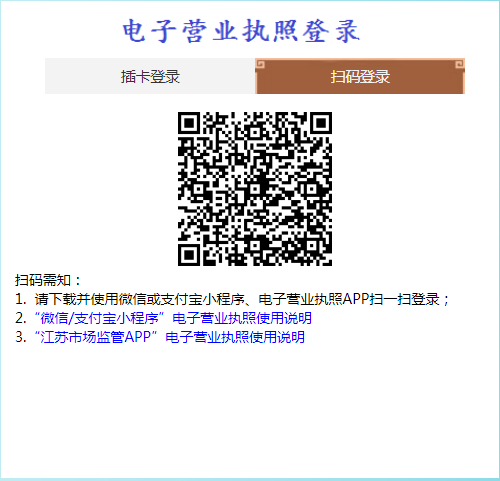 电子营业执照登录
插卡登录
扫码登录
扫码需知：
1. 请下载并使用微信或支付宝小程序、电子营业执照APP扫一扫登录；
2.“微信/支付宝小程序”电子营业执照使用说明
3.“江苏市场监管APP”电子营业执照使用说明